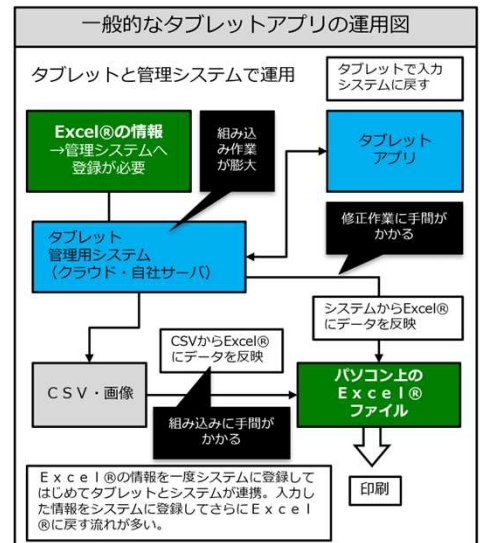 一般的なタブレットアプリの運用図
タブレットと管理システムで運用
タブレットで入力
システムに戻す
Excel®の情報
→管理システムへ
登録が必要
組み込
み作業
が膨大
タブレット
アプリ
修正作業に手間が
かかる
タブレット
管理用システム
（クラウド・自社サーバ）
システムからExcel®
にデータを反映
CSVからExcel®
にデータを反映
ＣＳＶ・画像
パソコン上の
Ｅｘｃｅｌ®
ファイル
組み込みに手間が
かかる
印刷
Ｅｘｃｅｌ®の情報を一度システムに登録して
はじめてタブレットとシステムが連携。入力し
た情報をシステムに登録してさらにＥｘｃｅｌ
®に戻す流れが多い。